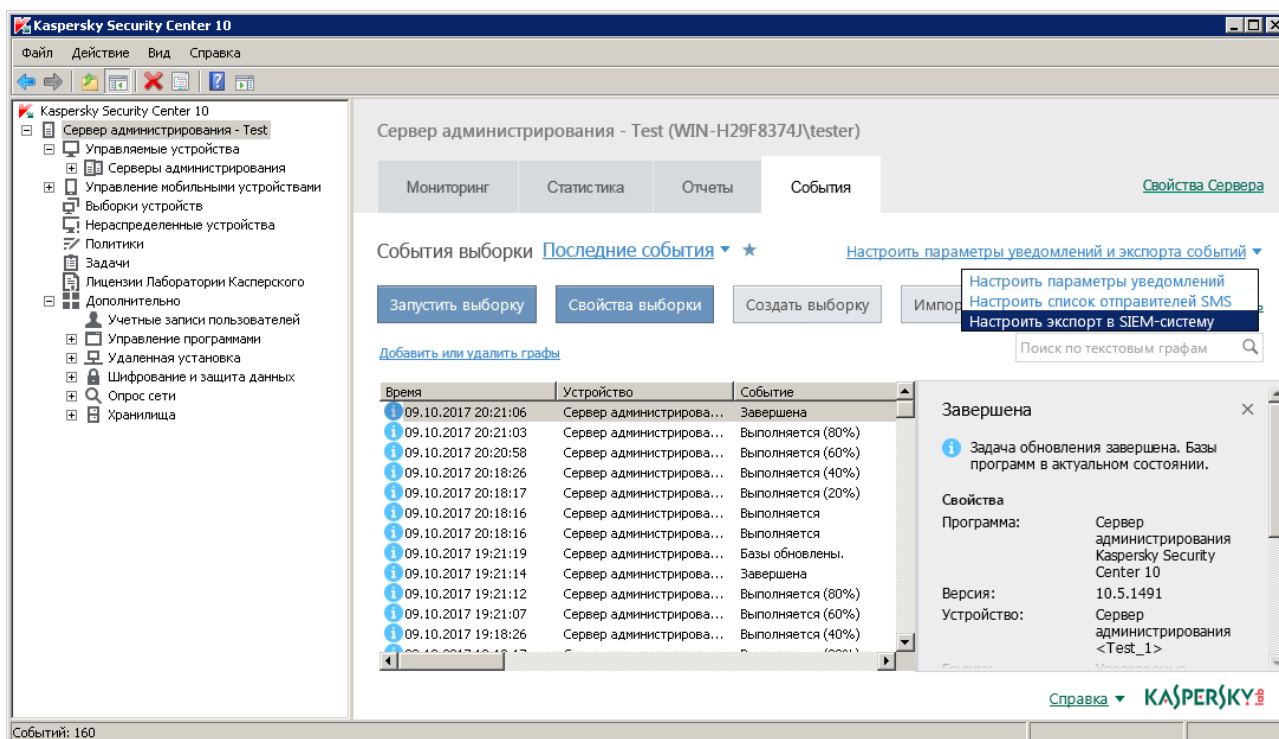 Kaspersky Security Center 10
Файл Действие Вид Справка
Kaspersky Security Center 10
Сервер администрирования - Test
Управляемые устройства
Серверы администрирования
Управление мобильными устройствами
Выборки устройств
Нераспределенные устройства
Политики
Задачи
Лицензии Лаборатории Касперского
Дополнительно
Учетные записи пользователей
Управление программами
Удаленная установка
Шифрование и защита данных
Опрос сети
Хранилища
Сервер администрирования - Test (WIN-H29F8374J\tester)
Мониторинг Статистика Отчеты События
Свойства Сервера
События выборки Последние события
Настроить параметры уведомлений и экспорта событий
Настроить параметры уведомлений
Настроить список отправителей SMS
Настроить экспорт в SIEM-систему
Запустить выборку Свойства выборки Создать выборку Импор
Добавить или удалить графы
Поиск по текстовым графам
Время Устройство Событие
09.10.2017 20:21:06 Сервер администрирова... Завершена
09.10.2017 20:21:03 Сервер администрирова... Выполняется (80%)
09.10.2017 20:20:58 Сервер администрирова... Выполняется (60%)
09.10.2017 20:18:26 Сервер администрирова... Выполняется (40%)
09.10.2017 20:18:17 Сервер администрирова... Выполняется (20%)
09.10.2017 20:18:16 Сервер администрирова... Выполняется
09.10.2017 20:18:16 Сервер администрирова... Выполняется
09.10.2017 19:21:19 Сервер администрирова... Базы обновлены.
09.10.2017 19:21:14 Сервер администрирова... Завершена
09.10.2017 19:21:12 Сервер администрирова... Выполняется (80%)
09.10.2017 19:21:07 Сервер администрирова... Выполняется (60%)
09.10.2017 19:18:26 Сервер администрирова... Выполняется (40%)
Завершена
Задача обновления завершена. Базы
программ в актуальном состоянии.
Свойства
Программа: Сервер
администрирования
Kaspersky Security
Center 10
Версия: 10.5.1491
Устройство: Сервер
администрирования
<Test_1>
Справка
KASPERSKY lab
Событий: 160